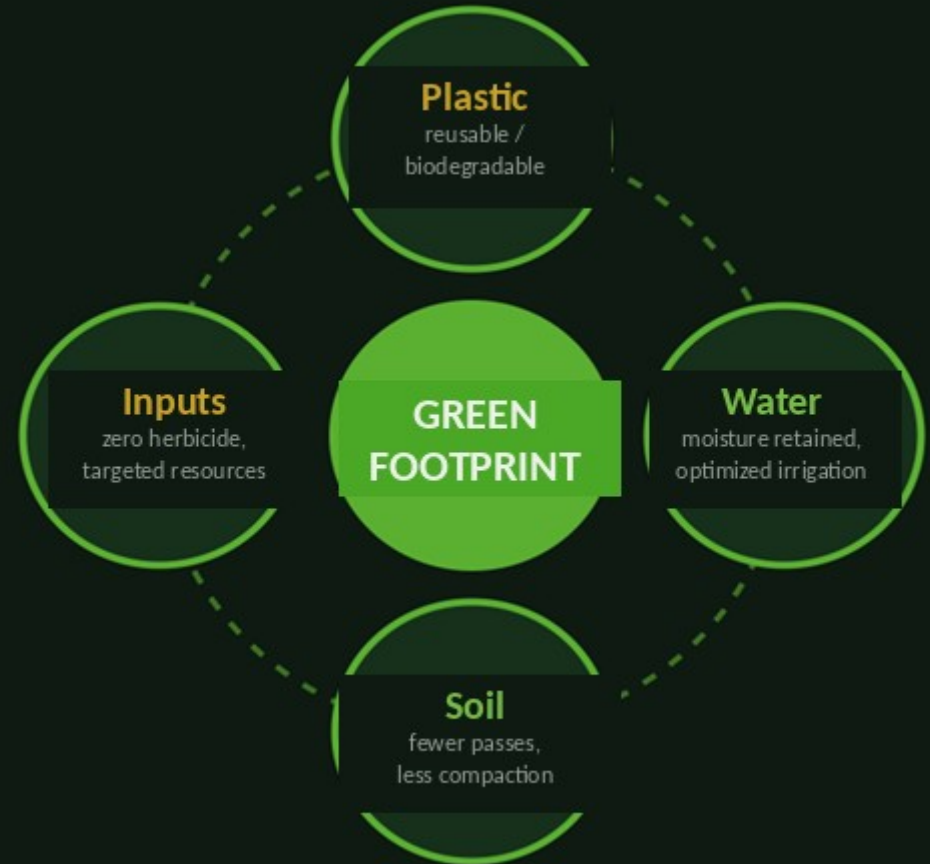 Plastic
reusable /
biodegradable
Inputs
zero herbicide,
targeted resources
GREEN
FOOTPRINT
Water
moisture retained,
optimized irrigation
Soil
fewer passes,
less compaction